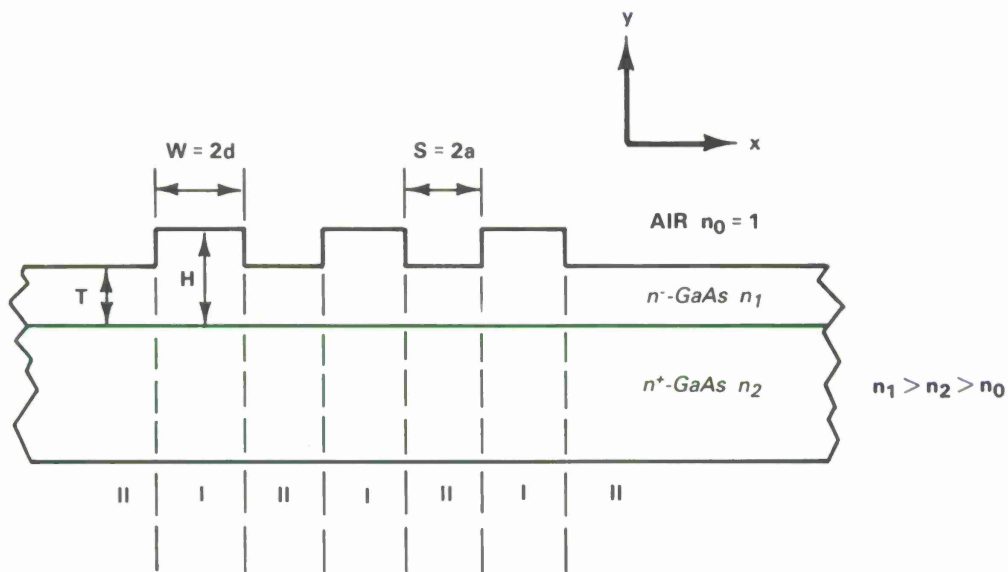 y
x
W = 2d
S = 2a
AIR n₀ = 1
T
H
n⁻-GaAs n₁
n⁺-GaAs n₂
n₁ > n₂ > n₀
II
I
II
I
II
I
II